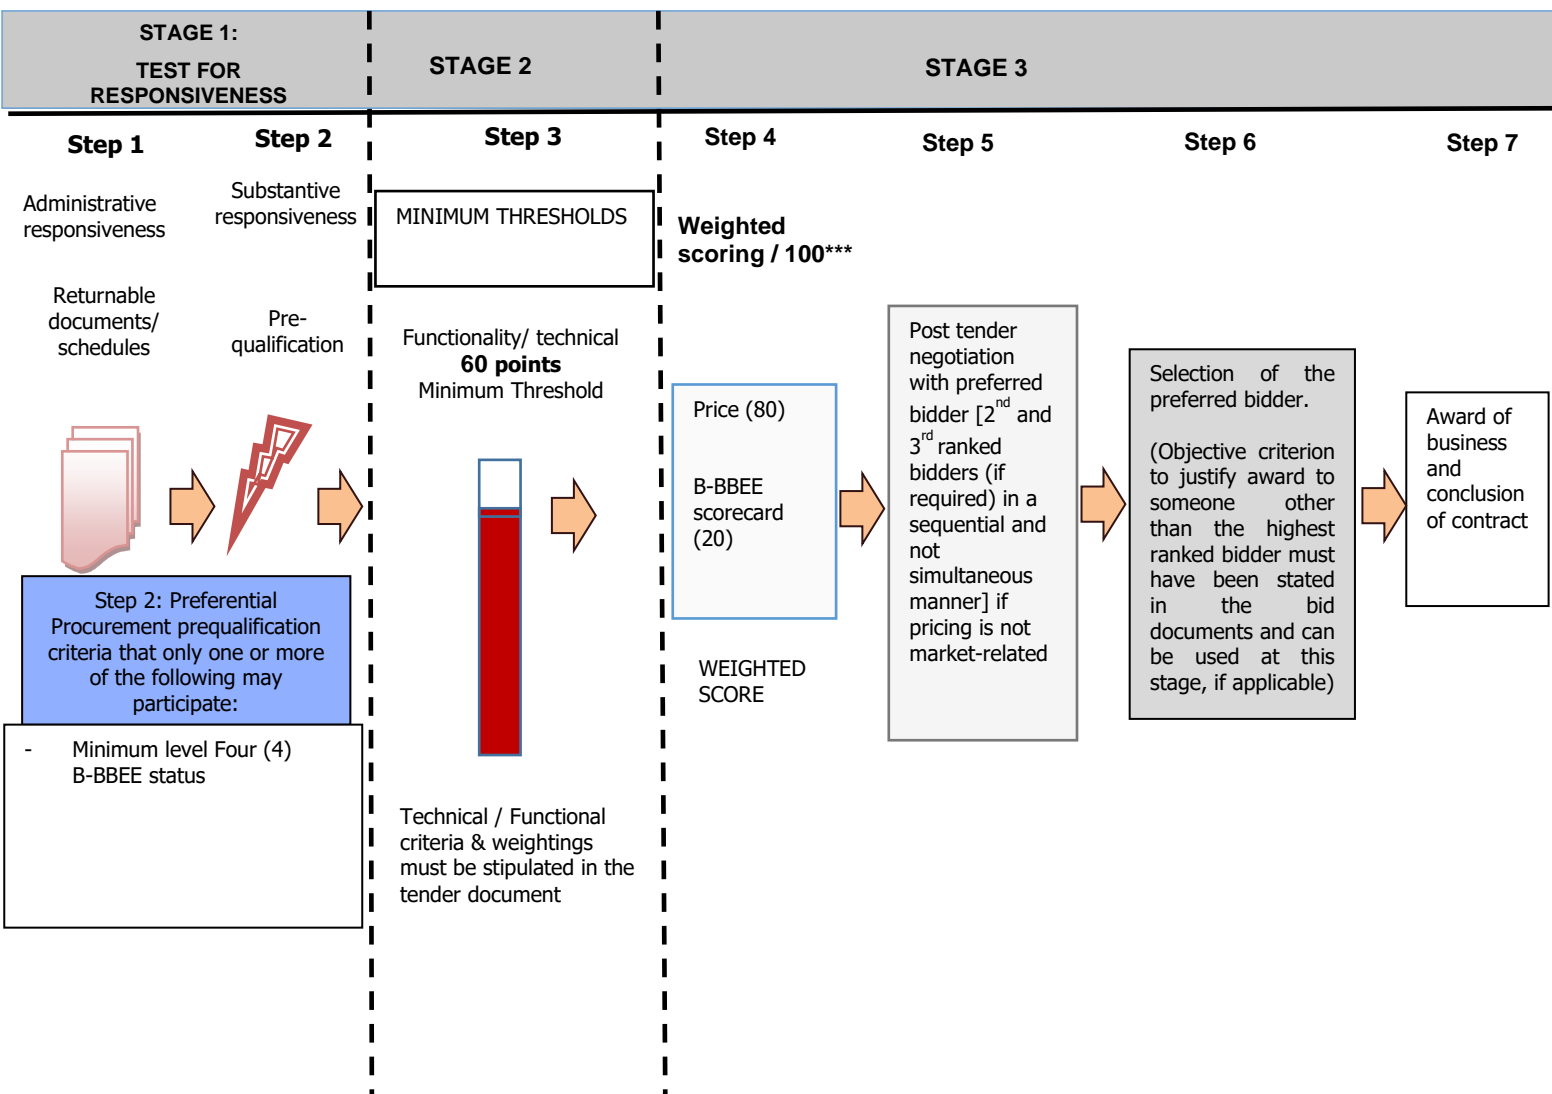 STAGE 1:
TEST FOR
RESPONSIVENESS
STAGE 2
STAGE 3
Step 1
Step 2
Step 3
Step 4
Step 5
Step 6
Step 7
Administrative
responsiveness
Returnable
documents/
schedules
Substantive
responsiveness
Pre-
qualification
Step 2: Preferential
Procurement prequalification
criteria that only one or more
of the following may
participate:
- Minimum level Four (4)
B-BBEE status
MINIMUM THRESHOLDS
Functionality/ technical
60 points
Minimum Threshold
Technical / Functional
criteria & weightings
must be stipulated in the
tender document
Weighted
scoring / 100***
Price (80)
B-BBEE
scorecard
(20)
WEIGHTED
SCORE
Post tender
negotiation
with preferred
bidder [2nd and
3rd ranked
bidders (if
required) in a
sequential and
not
simultaneous
manner] if
pricing is not
market-related
Selection of the
preferred bidder.
(Objective criterion
to justify award to
someone other
than the highest
ranked bidder must
have been stated
in the bid
documents and can
be used at this
stage, if applicable)
Award of
business
and
conclusion
of contract